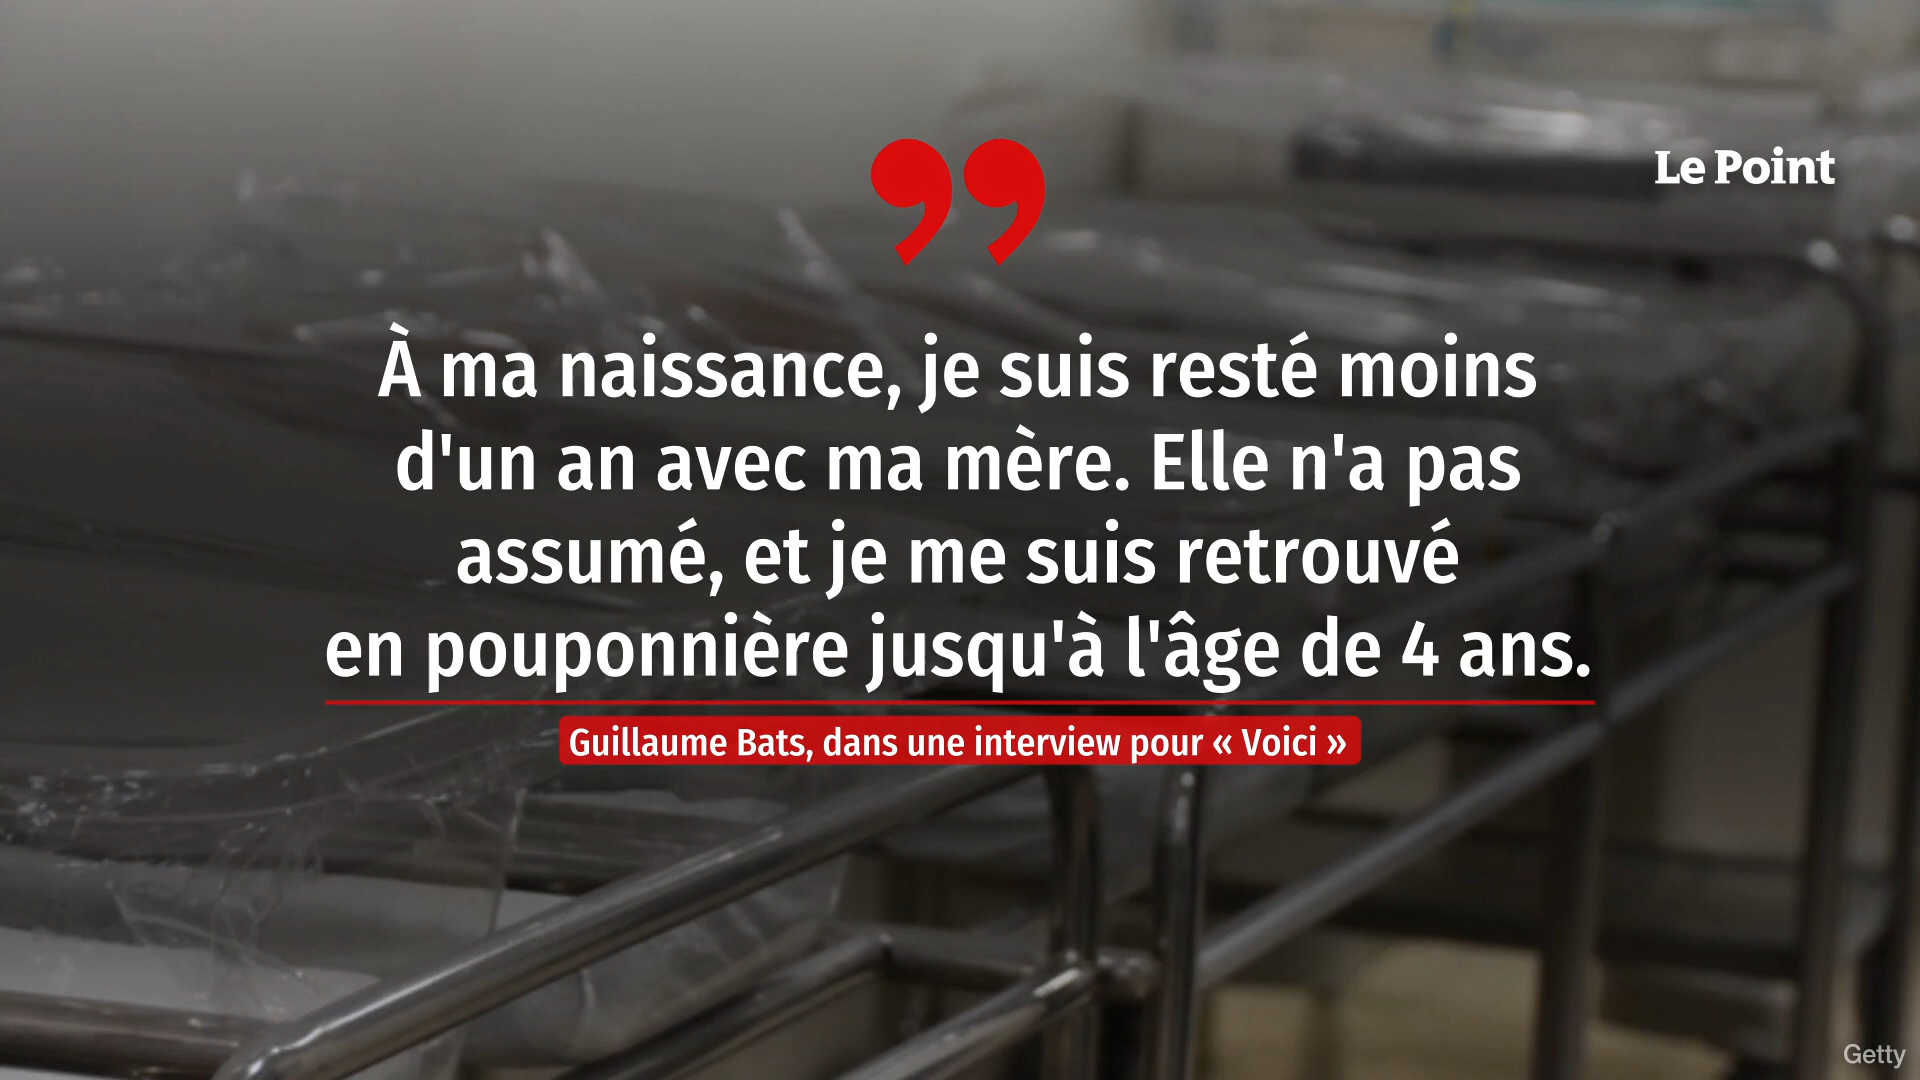 Le Point
À ma naissance, je suis resté moins
d'un an avec ma mère. Elle n'a pas
assumé, et je me suis retrouvé
en pouponnière jusqu'à l'âge de 4 ans.
Guillaume Bats, dans une interview pour « Voici »
Getty